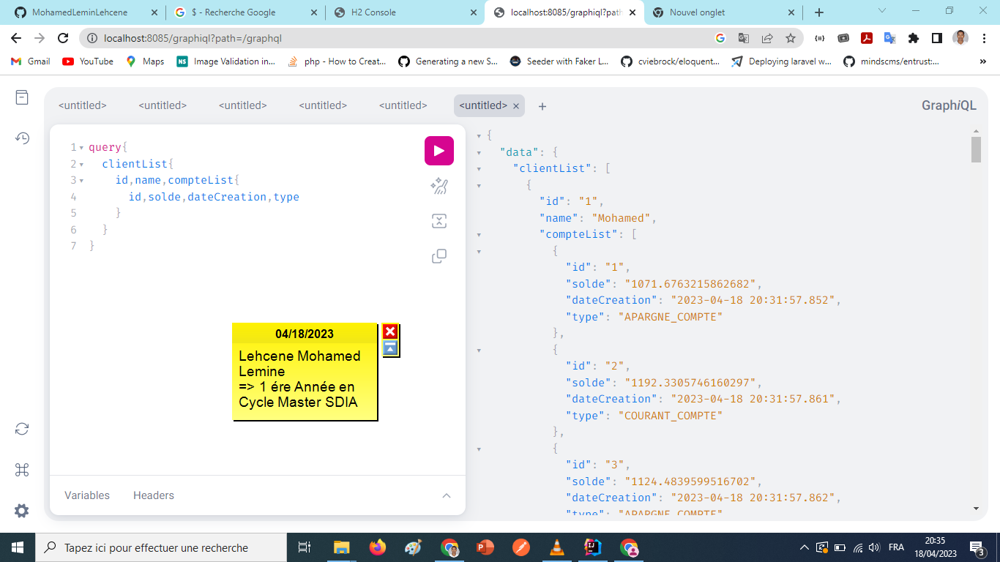 MohamedLeminLehcene
$ - Recherche Google
H2 Console
localhost:8085/graphiql?path
Nouvel onglet
localhost:8085/graphiql?path=/graphql
Gmail
YouTube
Maps
Image Validation in...
php - How to Creat...
Generating a new S...
Seeder with Faker L...
cviebrock/eloquent...
Deploying laravel w...
mindscms/entrust:...
»
<untitled>
<untitled>
<untitled>
<untitled>
<untitled>
<untitled>
GraphiQL
1 query{
2 clientList{
3 id,name,compteList{
4 id,solde,dateCreation,type
5 }
6 }
7 }
04/18/2023
Lehcene Mohamed
Lemine
=> 1 ére Année en
Cycle Master SDIA
Variables
Headers
{
"data": {
"clientList": [
{
"id": "1",
"name": "Mohamed",
"compteList": [
{
"id": "1",
"solde": "1071.6763215862682",
"dateCreation": "2023-04-18 20:31:57.852",
"type": "APARGNE_COMPTE"
},
{
"id": "2",
"solde": "1192.3305746160297",
"dateCreation": "2023-04-18 20:31:57.861",
"type": "COURANT_COMPTE"
},
{
"id": "3",
"solde": "1124.4839599516702",
"dateCreation": "2023-04-18 20:31:57.862",
"type": "APARGNE_COMPTE"
Tapez ici pour effectuer une recherche
FRA
20:35
18/04/2023
3